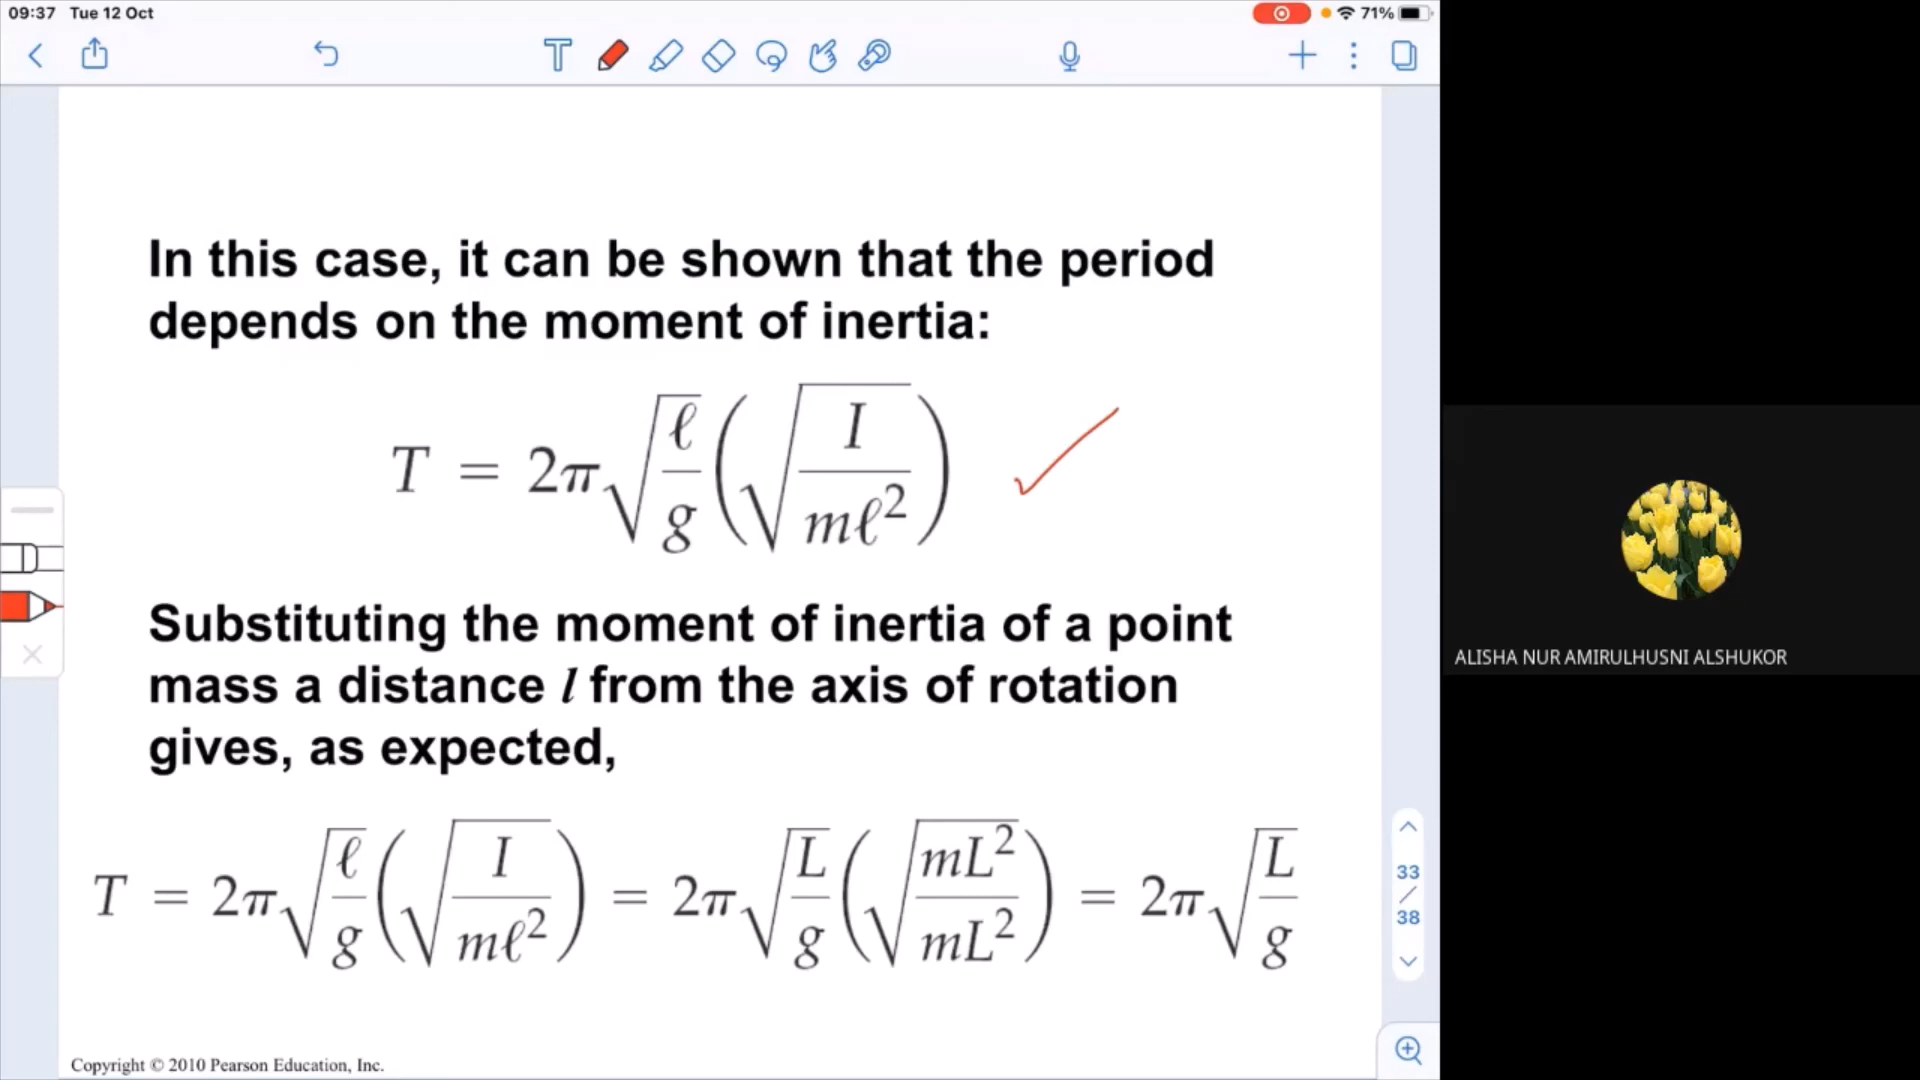 09:37 Tue 12 Oct
71%
In this case, it can be shown that the period
depends on the moment of inertia:
T = 2π√(ℓ/g) (√(I/mℓ²))
Substituting the moment of inertia of a point
mass a distance l from the axis of rotation
gives, as expected,
T = 2π√(ℓ/g) (√(I/mℓ²)) = 2π√(L/g) (√(mL²/mL²)) = 2π√(L/g)
33
/
38
Copyright © 2010 Pearson Education, Inc.
ALISHA NUR AMIRULHUSNI ALSHUKOR